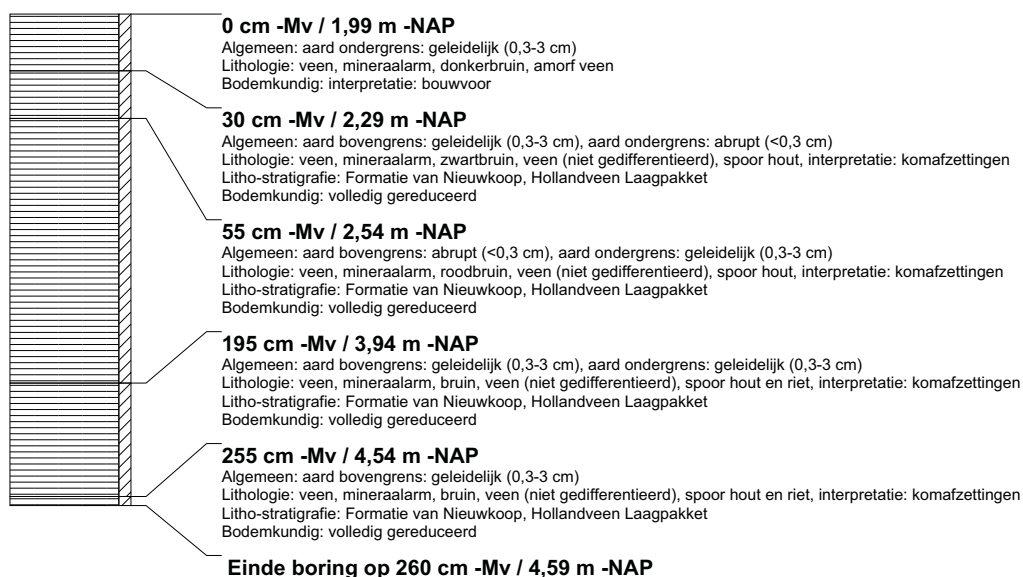 0 cm -Mv / 1,99 m -NAP
Algemeen: aard ondergrens: geleidelijk (0,3-3 cm)
Lithologie: veen, mineraalarm, donkerbruin, amorf veen
Bodemkundig: interpretatie: bouwvoor
30 cm -Mv / 2,29 m -NAP
Algemeen: aard bovengrens: geleidelijk (0,3-3 cm), aard ondergrens: abrupt (<0,3 cm)
Lithologie: veen, mineraalarm, zwartbruin, veen (niet gedifferentieerd), spoor hout, interpretatie: komafzettingen
Litho-stratigrafie: Formatie van Nieuwkoop, Hollandveen Laagpakket
Bodemkundig: volledig gereduceerd
55 cm -Mv / 2,54 m -NAP
Algemeen: aard bovengrens: abrupt (<0,3 cm), aard ondergrens: geleidelijk (0,3-3 cm)
Lithologie: veen, mineraalarm, roodbruin, veen (niet gedifferentieerd), spoor hout, interpretatie: komafzettingen
Litho-stratigrafie: Formatie van Nieuwkoop, Hollandveen Laagpakket
Bodemkundig: volledig gereduceerd
195 cm -Mv / 3,94 m -NAP
Algemeen: aard bovengrens: geleidelijk (0,3-3 cm), aard ondergrens: geleidelijk (0,3-3 cm)
Lithologie: veen, mineraalarm, bruin, veen (niet gedifferentieerd), spoor hout en riet, interpretatie: komafzettingen
Litho-stratigrafie: Formatie van Nieuwkoop, Hollandveen Laagpakket
Bodemkundig: volledig gereduceerd
255 cm -Mv / 4,54 m -NAP
Algemeen: aard bovengrens: geleidelijk (0,3-3 cm)
Lithologie: veen, mineraalarm, bruin, veen (niet gedifferentieerd), spoor hout en riet, interpretatie: komafzettingen
Litho-stratigrafie: Formatie van Nieuwkoop, Hollandveen Laagpakket
Bodemkundig: volledig gereduceerd
Einde boring op 260 cm -Mv / 4,59 m -NAP